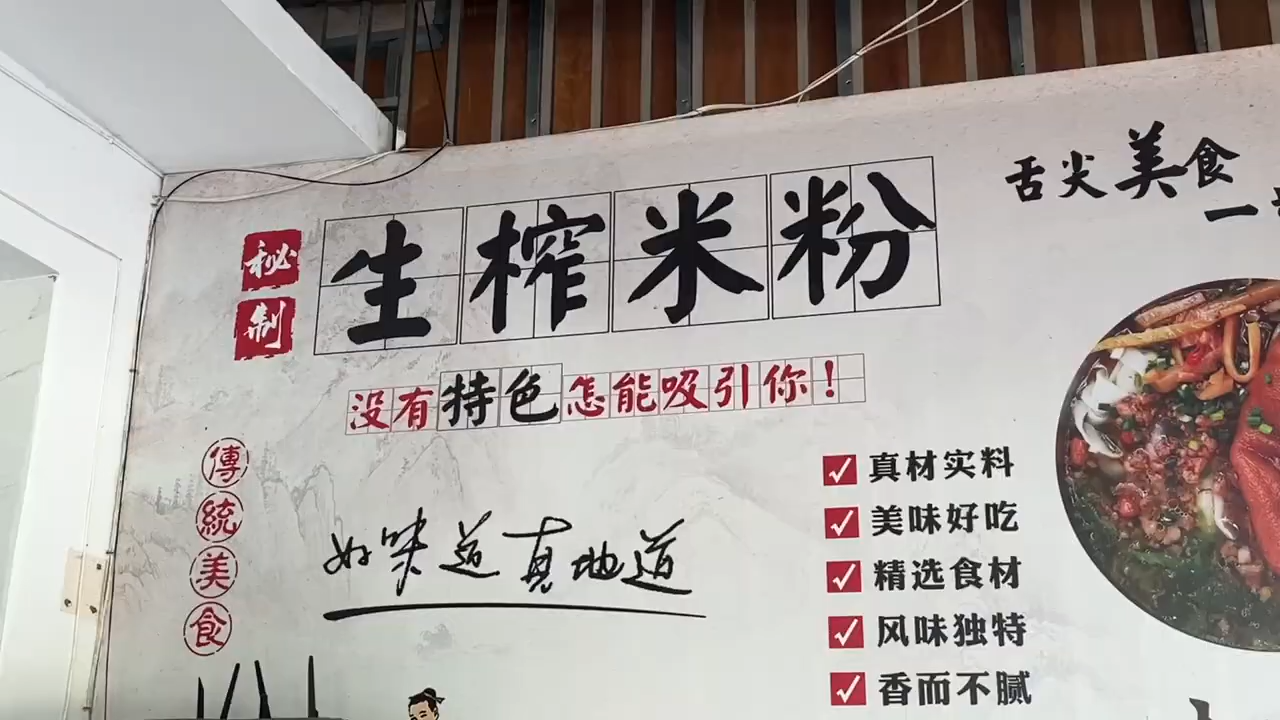 秘制
生榨米粉
舌尖美食
一
没有特色怎能吸引你！
傳統美食
好味道真地道
真材实料
美味好吃
精选食材
风味独特
香而不腻